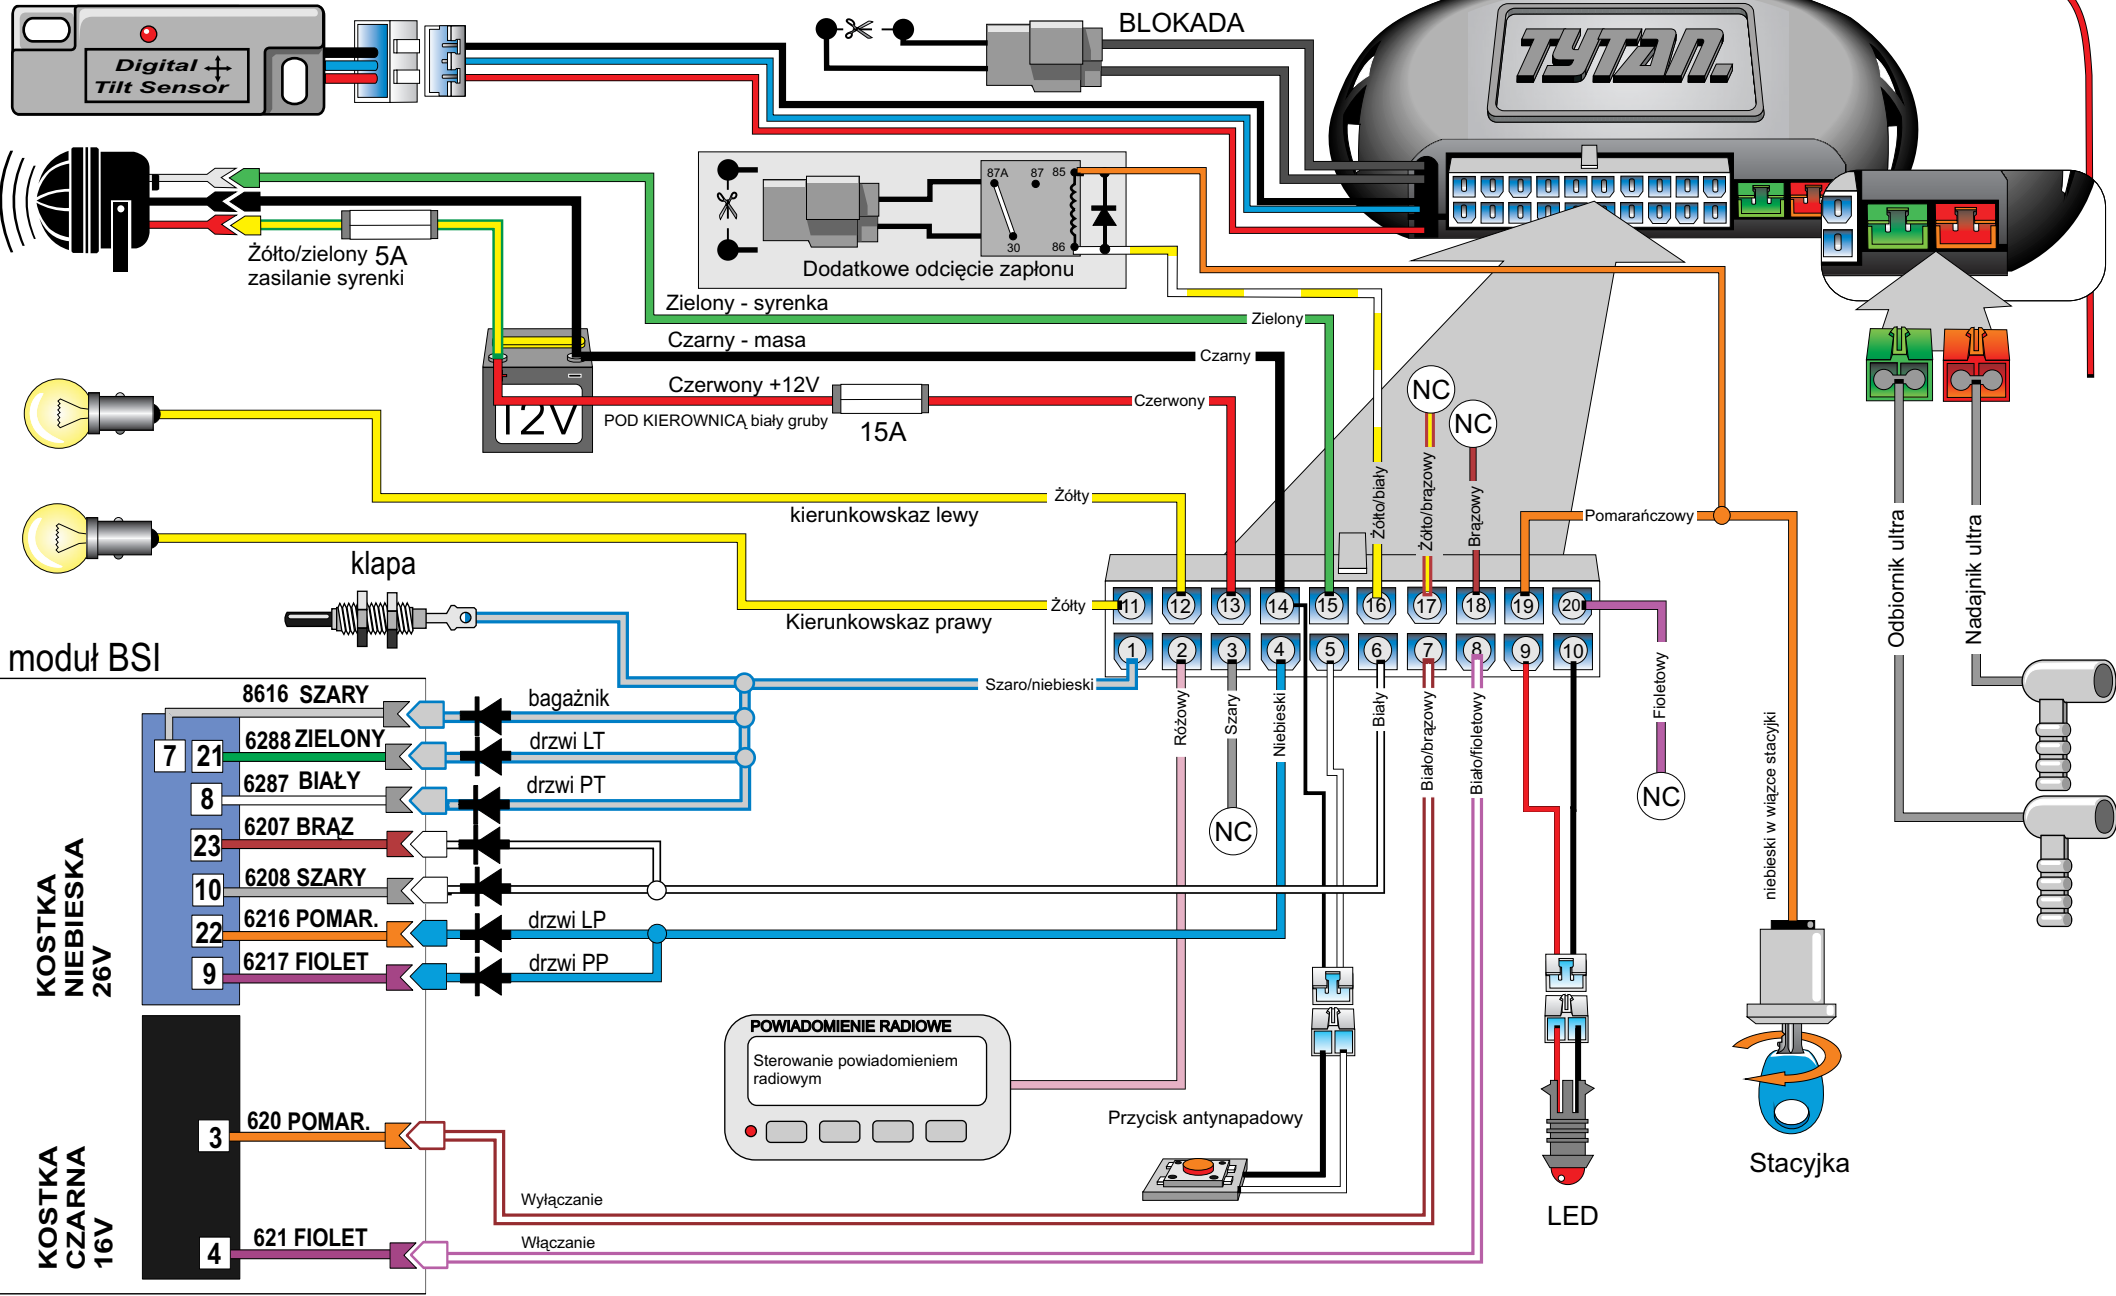 Digital
Tilt Sensor
BLOKADA
TYTAN.
87A 87 85
30 86
Dodatkowe odcięcie zapłonu
Żółto/zielony 5A
zasilanie syrenki
Zielony - syrenka
Zielony
Czarny - masa
Czarny
12V
Czerwony +12V
Czerwony
POD KIEROWNICĄ biały gruby
15A
NC
NC
Żółty
kierunkowskaz lewy
Żółty
Kierunkowskaz prawy
Żółto/biały
Żółto/brązowy
Brązowy
Pomarańczowy
Odbiornik ultra
Nadajnik ultra
klapa
11 12 13 14 15 16 17 18 19 20
1 2 3 4 5 6 7 8 9 10
Szaro/niebieski
Różowy
Szary
Niebieski
Biały
Biało/brązowy
Biało/fioletowy
Fioletowy
NC
NC
niebieski w wiązce stacyjki
moduł BSI
8616 SZARY
bagażnik
7
21
6288 ZIELONY
drzwi LT
8
6287 BIAŁY
drzwi PT
23
6207 BRĄZ
10
6208 SZARY
22
6216 POMAR.
drzwi LP
9
6217 FIOLET
drzwi PP
KOSTKA
NIEBIESKA
26V
POWIADOMIENIE RADIOWE
Sterowanie powiadomieniem
radiowym
Przycisk antynapadowy
3
620 POMAR.
Wyłączanie
4
621 FIOLET
Włączanie
KOSTKA
CZARNA
16V
LED
Stacyjka